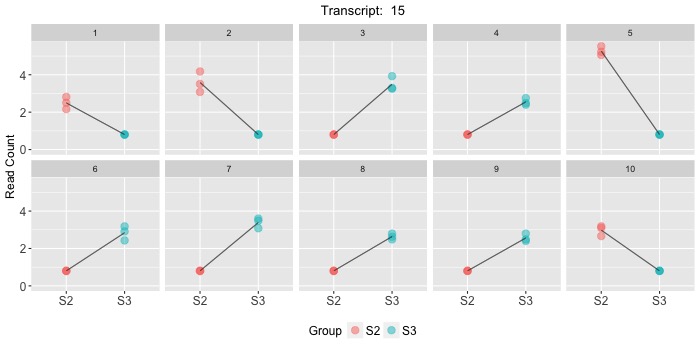 Transcript: 15
1 2 3 4 5
4
2
0
Read Count
6 7 8 9 10
4
2
0
S2 S3 S2 S3 S2 S3 S2 S3 S2 S3
Group S2 S3